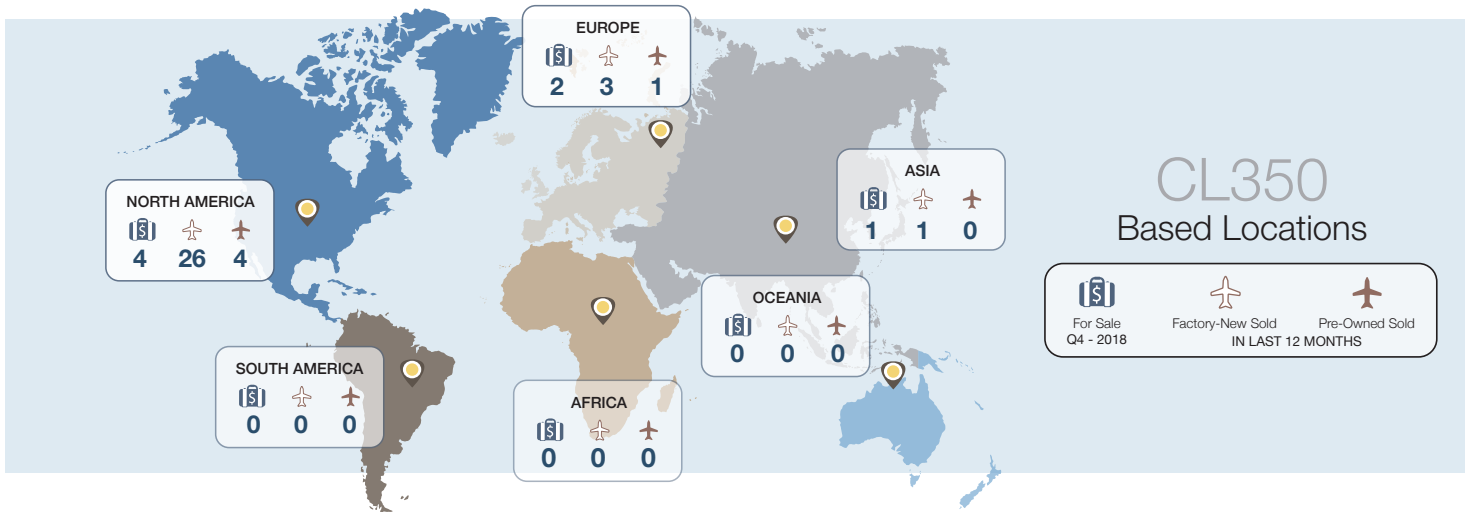 EUROPE
2 3 1
NORTH AMERICA
4 26 4
ASIA
1 1 0
OCEANIA
0 0 0
SOUTH AMERICA
0 0 0
AFRICA
0 0 0
CL350
Based Locations
For Sale
Q4 - 2018
Factory-New Sold Pre-Owned Sold
IN LAST 12 MONTHS